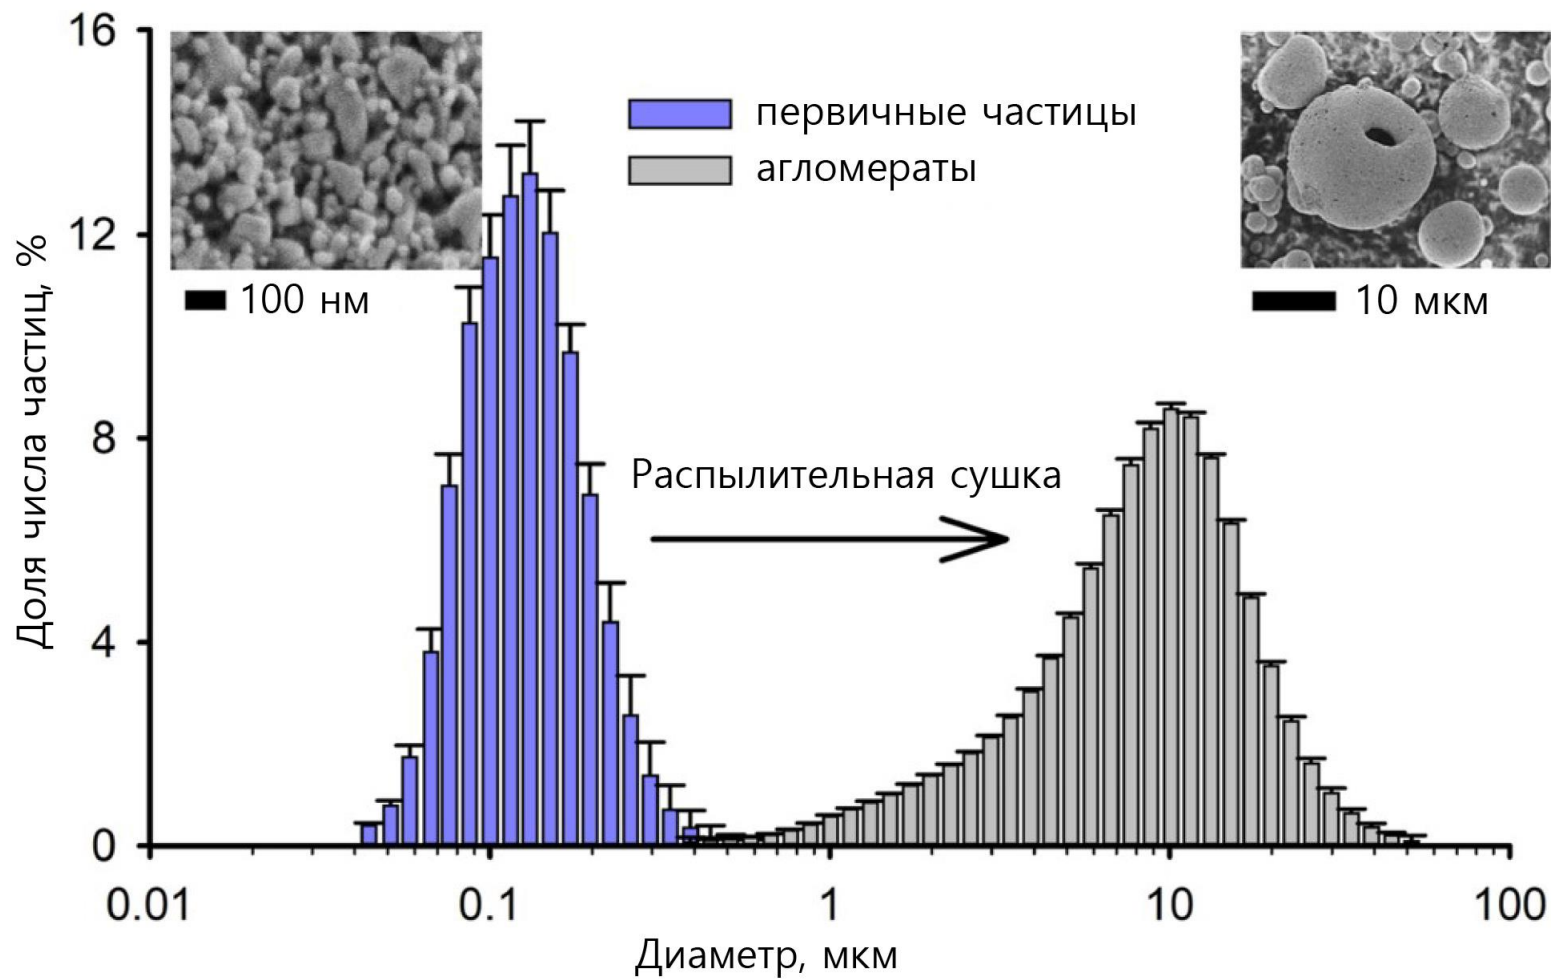 16
первичные частицы
агломераты
100 нм
10 мкм
12
Доля числа частиц, %
8
Распылительная сушка
4
0
0.01 0.1 1 10 100
Диаметр, мкм